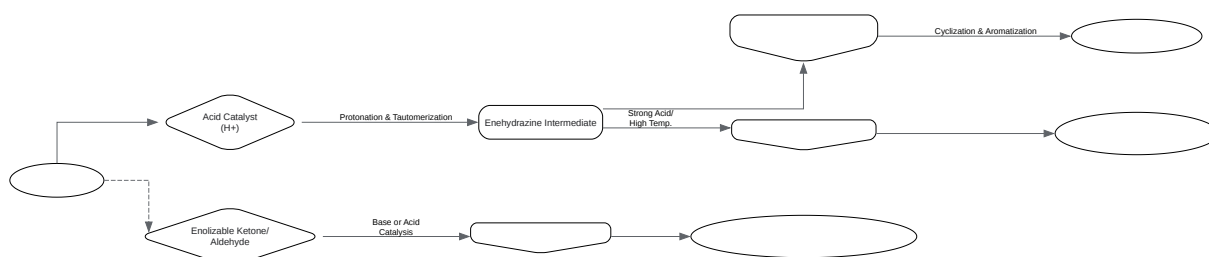 Cyclization & Aromatization
Acid Catalyst
(H+)
Protonation & Tautomerization
Enehydrazine Intermediate
Strong Acid/
High Temp.
Enolizable Ketone/
Aldehyde
Base or Acid
Catalysis